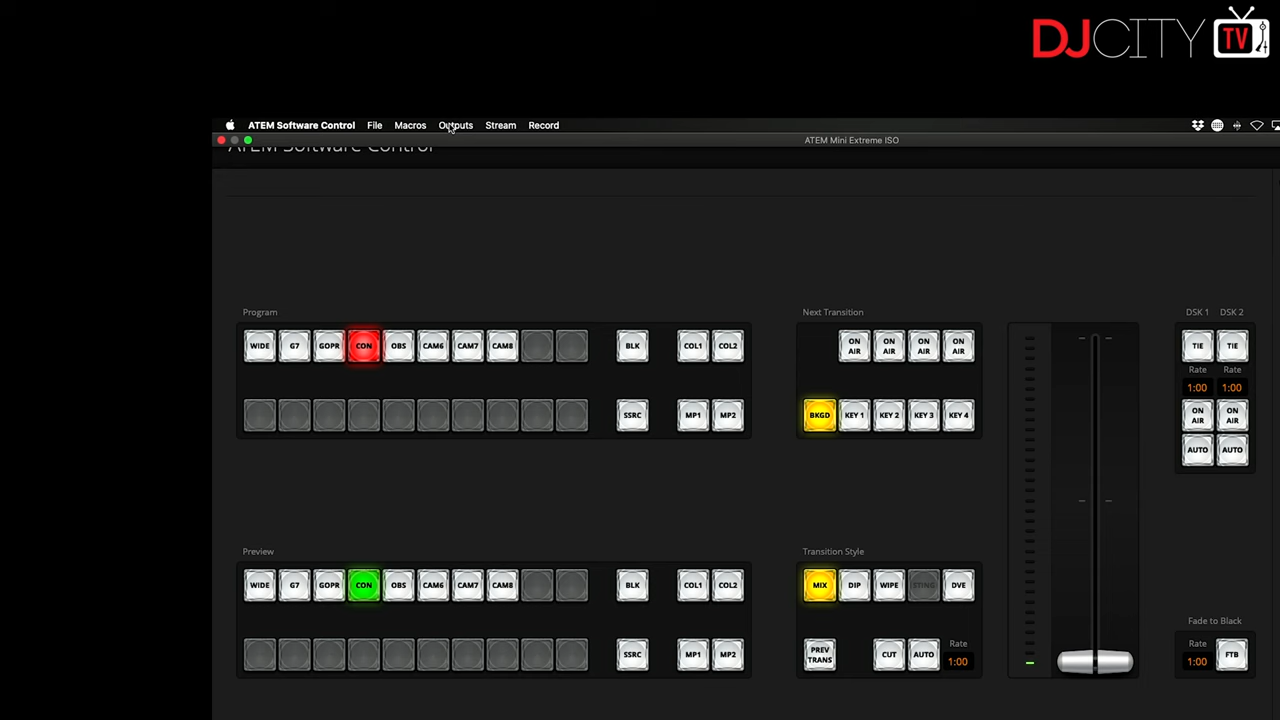 DJCITY TV
ATEM Software Control File Macros Outputs Stream Record
ATEM Mini Extreme ISO
ATEM Software Control
Program
Next Transition
DSK 1 DSK 2
WIDE G7 GOPR CON OBS CAM6 CAM7 CAM8 BLK COL1 COL2
ON AIR ON AIR ON AIR ON AIR
TIE TIE
Rate Rate
1:00 1:00
SSRC MP1 MP2
BKGD KEY 1 KEY 2 KEY 3 KEY 4
ON AIR ON AIR
AUTO AUTO
Preview
Transition Style
WIDE G7 GOPR CON OBS CAM6 CAM7 CAM8 BLK COL1 COL2
MIX DIP WIPE STING DVE
Fade to Black
SSRC MP1 MP2
PREV TRANS CUT AUTO Rate 1:00
Rate 1:00 FTB